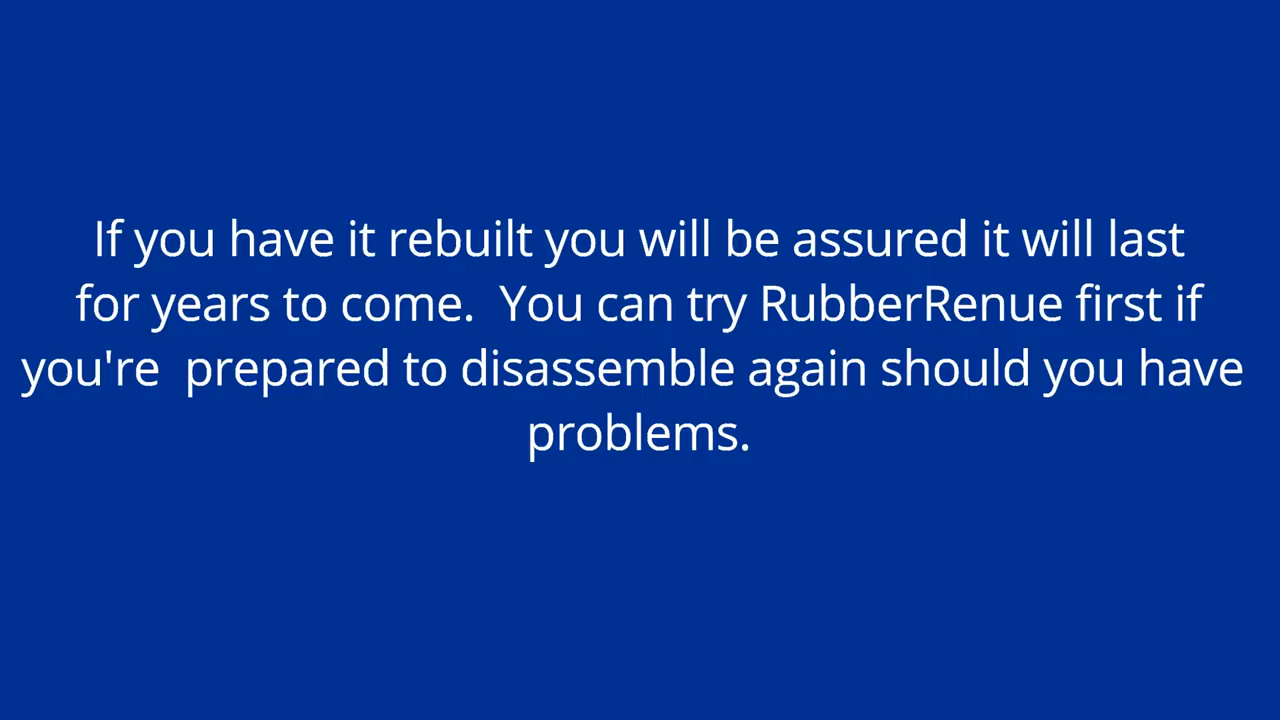 If you have it rebuilt you will be assured it will last
for years to come.  You can try RubberRenue first if
you're  prepared to disassemble again should you have
problems.